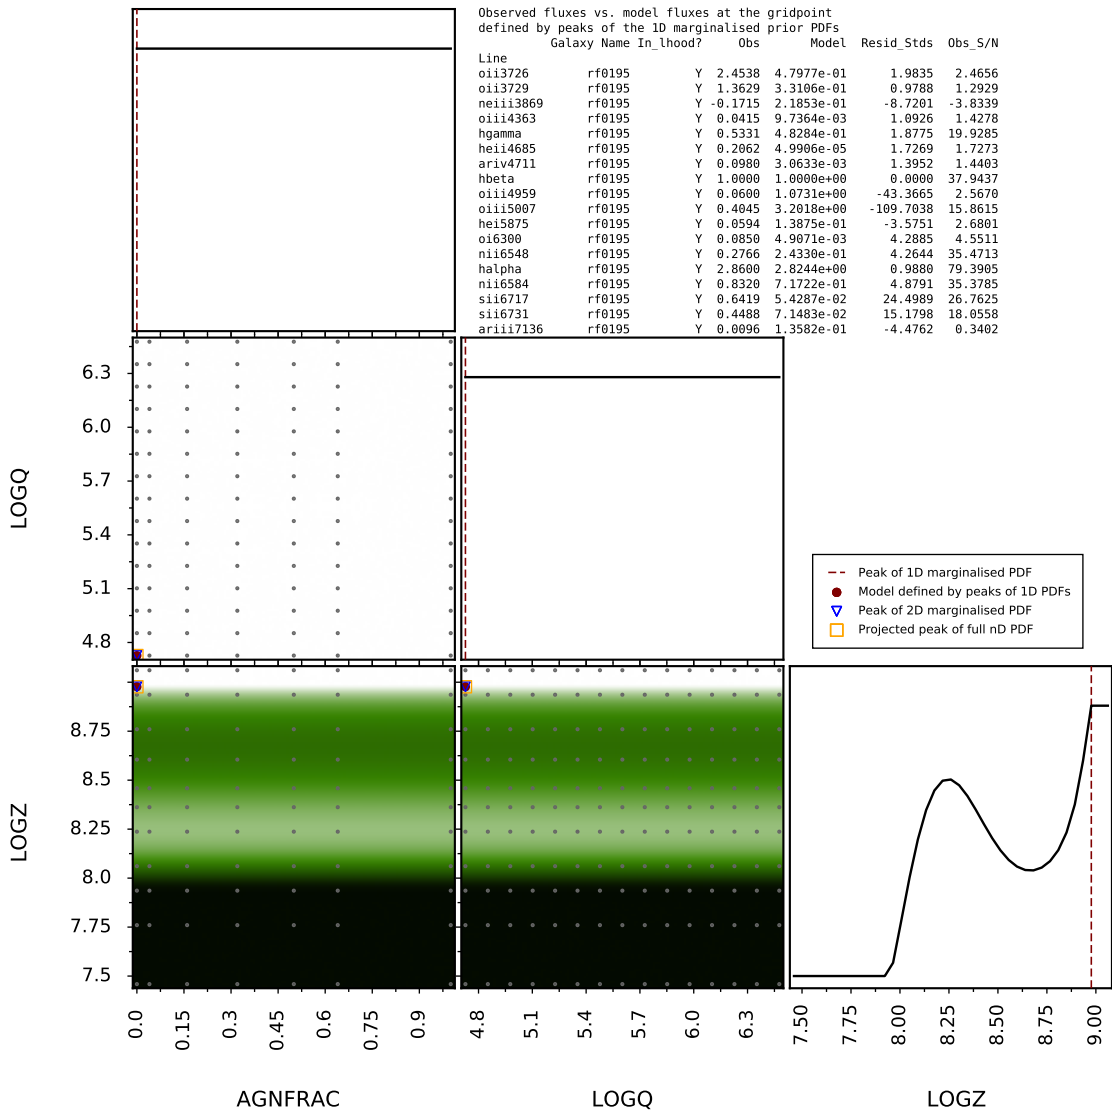 Observed fluxes vs. model fluxes at the gridpoint
defined by peaks of the 1D marginalised prior PDFs
Galaxy Name In_lhood? Obs Model Resid_Stds Obs_S/N
Line
oii3726 rf0195 Y 2.4538 4.7977e-01 1.9835 2.4656
oii3729 rf0195 Y 1.3629 3.3106e-01 0.9788 1.2929
neiii3869 rf0195 Y -0.1715 2.1853e-01 -8.7201 -3.8339
oiii4363 rf0195 Y 0.0415 9.7364e-03 1.0926 1.4278
hgamma rf0195 Y 0.5331 4.8284e-01 1.8775 19.9285
heii4685 rf0195 Y 0.2062 4.9906e-05 1.7269 1.7273
ariv4711 rf0195 Y 0.0980 3.0633e-03 1.3952 1.4403
hbeta rf0195 Y 1.0000 1.0000e+00 0.0000 37.9437
oiii4959 rf0195 Y 0.0600 1.0731e+00 -43.3665 2.5670
oiii5007 rf0195 Y 0.4045 3.2018e+00 -109.7038 15.8615
hei5875 rf0195 Y 0.0594 1.3875e-01 -3.5751 2.6801
oi6300 rf0195 Y 0.0850 4.9071e-03 4.2885 4.5511
nii6548 rf0195 Y 0.2766 2.4330e-01 4.2644 35.4713
halpha rf0195 Y 2.8600 2.8244e+00 0.9880 79.3905
nii6584 rf0195 Y 0.8320 7.1722e-01 4.8791 35.3785
sii6717 rf0195 Y 0.6419 5.4287e-02 24.4989 26.7625
sii6731 rf0195 Y 0.4488 7.1483e-02 15.1798 18.0558
ariii7136 rf0195 Y 0.0096 1.3582e-01 -4.4762 0.3402
6.3
6.0
5.7
5.4
5.1
4.8
LOGQ
Peak of 1D marginalised PDF
Model defined by peaks of 1D PDFs
Peak of 2D marginalised PDF
Projected peak of full nD PDF
8.75
8.5
8.25
8.0
7.75
7.5
LOGZ
0.0 0.15 0.3 0.45 0.6 0.75 0.9
4.8 5.1 5.4 5.7 6.0 6.3
7.50 7.75 8.00 8.25 8.50 8.75 9.00
AGNFRAC LOGQ LOGZ